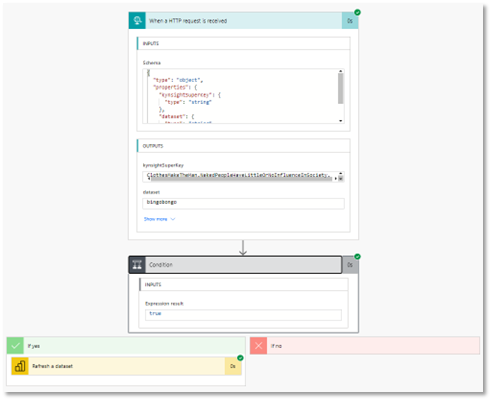 When a HTTP request is received
0s
INPUTS
Schema
{
"type": "object",
"properties": {
"kynsightSuperkey": {
"type": "string"
},
"dataset": {
OUTPUTS
kynsightSuperKey
ClothesMakeTheMan.NakedPeopleHaveLittleOrNoInfluenceInSociety.
dataset
bingobongo
Show more
Condition
0s
INPUTS
Expression result
true
If yes
If no
Refresh a dataset
0s